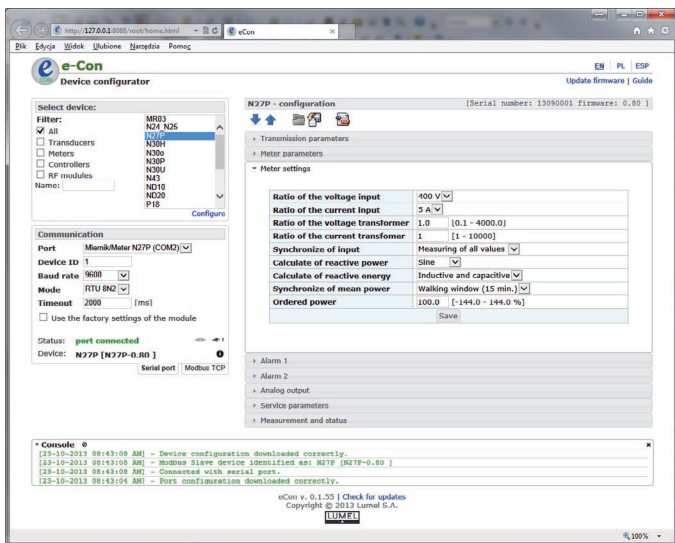 http://127.0.0.1:8088/root/home.html
eCon
Plik Edycja Widok Ulubione Narzędzia Pomoc
e-Con
CON
Device configurator
EN | PL | ESP
Update firmware | Guide
Select device:
Filter:
All
Transducers
Meters
Controllers
RF modules
Name:
MR03
N24_N25
N27P
N30H
N30o
N30P
N30U
N43
ND10
ND20
P18
Configure
Communication
Port Miernik/Meter N27P (COM2)
Device ID 1
Baud rate 9600
Mode RTU 8N2
Timeout 2000 [ms]
Use the factory settings of the module
Status: port connected
Device: N27P [N27P-0.80 ]
Serial port Modbus TCP
N27P - configuration [Serial number: 13090001 firmware: 0.80 ]
Transmission parameters
Meter parameters
Meter settings
Ratio of the voltage input 400 V
Ratio of the current input 5 A
Ratio of the voltage transformer 1.0 [0.1 - 4000.0]
Ratio of the current transfomer 1 [1 - 10000]
Synchronize of input Measuring of all values
Calculate of reactive power Sine
Calculate of reactive energy Inductive and capacitive
Synchronize of mean power Walking window (15 min.)
Ordered power 100.0 [-144.0 - 144.0 %]
Save
Alarm 1
Alarm 2
Analog output
Service parameters
Measurement and status
Console
[23-10-2013 08:43:08 AM] - Device configuration downloaded correctly.
[23-10-2013 08:43:08 AM] - Modbus Slave device identified as: N27P [N27P-0.80 ]
[23-10-2013 08:43:08 AM] - Connected with serial port.
[23-10-2013 08:43:04 AM] - Port configuration downloaded correctly.
eCon v. 0.1.55 | Check for updates
Copyright © 2013 Lumel S.A.
LUMEL
100%